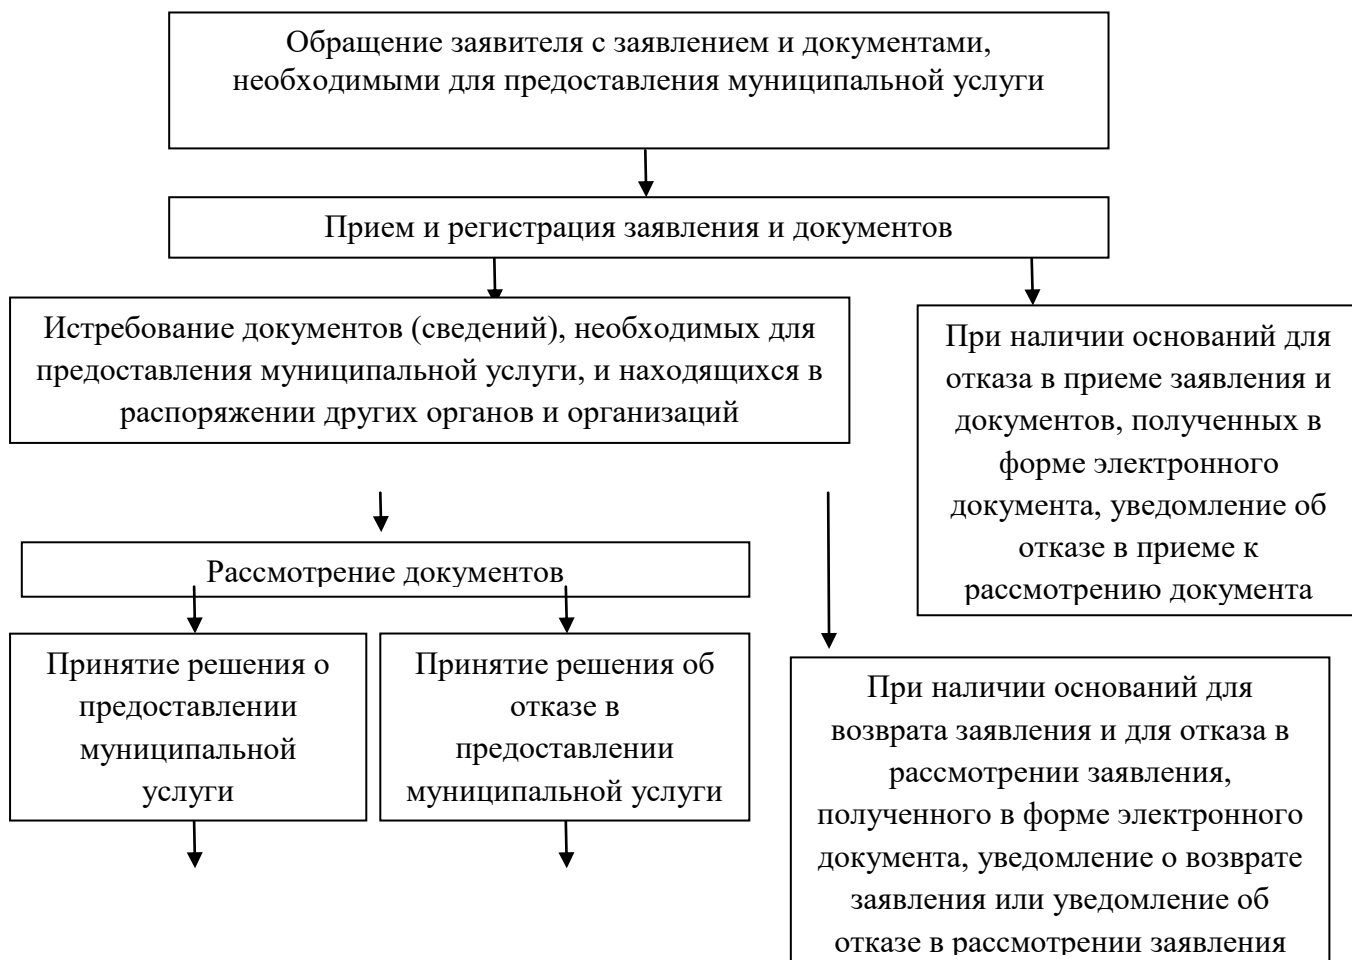 Обращение заявителя с заявлением и документами,
необходимыми для предоставления муниципальной услуги
Прием и регистрация заявления и документов
Истребование документов (сведений), необходимых для
предоставления муниципальной услуги, и находящихся в
распоряжении других органов и организаций
При наличии оснований для
отказа в приеме заявления и
документов, полученных в
форме электронного
документа, уведомление об
отказе в приеме к
рассмотрению документа
Рассмотрение документов
Принятие решения о
предоставлении
муниципальной
услуги
Принятие решения об
отказе в
предоставлении
муниципальной услуги
При наличии оснований для
возврата заявления и для отказа в
рассмотрении заявления,
полученного в форме электронного
документа, уведомление о возврате
заявления или уведомление об
отказе в рассмотрении заявления